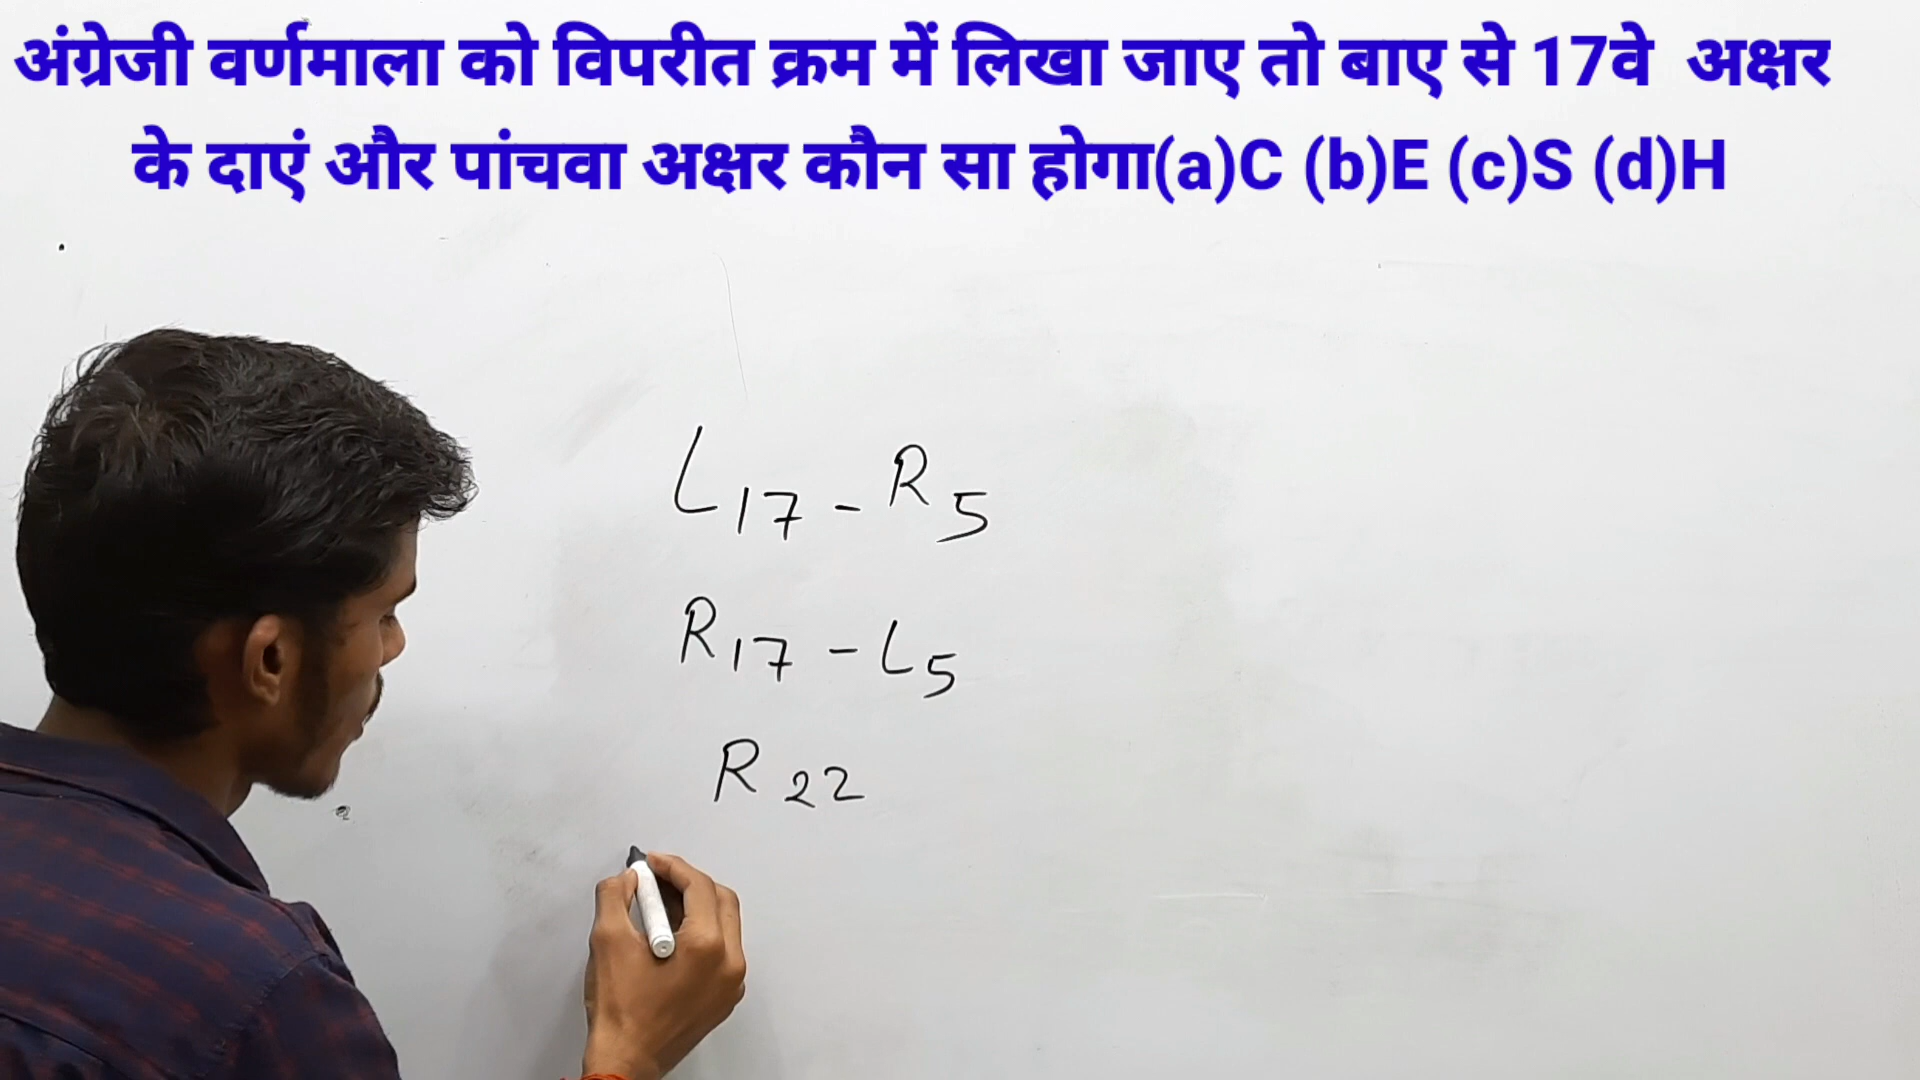 अंग्रेजी वर्णमाला को विपरीत क्रम में लिखा जाए तो बाए से 17वे अक्षर
के दाएं और पांचवा अक्षर कौन सा होगा(a)C (b)E (c)S (d)H
L17 - R5
R17 - L5
R22